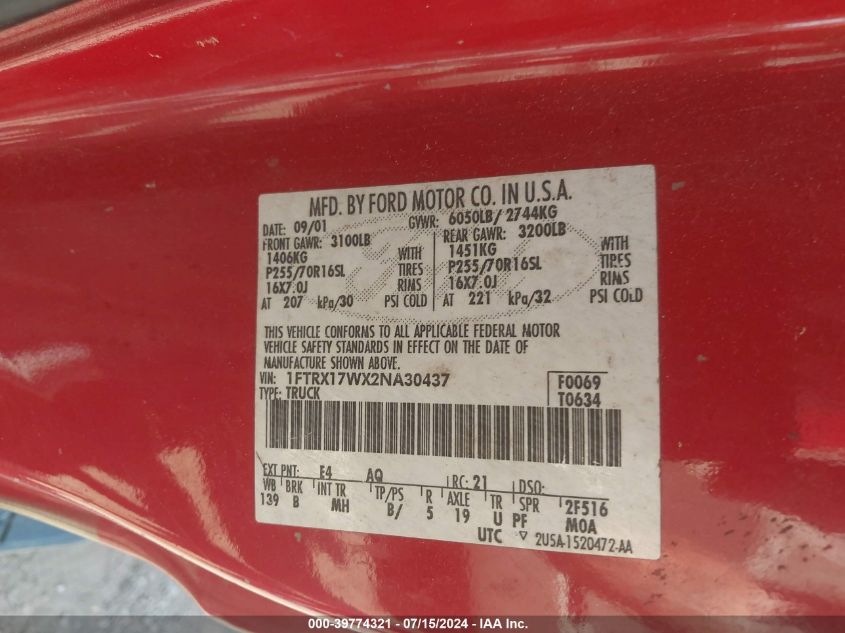 MFD. BY FORD MOTOR CO. IN U.S.A.
DATE: 09/01 GVWR: 6050LB/ 2744KG
FRONT GAWR: 3100LB REAR GAWR: 3200LB
1406KG WITH 1451KG WITH
P255/70R16SL TIRES P255/70R16SL TIRES
16X7.0J RIMS 16X7.0J RIMS
AT 207 kPa/30 PSI COLD AT 221 kPa/32 PSI COLD
THIS VEHICLE CONFORMS TO ALL APPLICABLE FEDERAL MOTOR
VEHICLE SAFETY STANDARDS IN EFFECT ON THE DATE OF
MANUFACTURE SHOWN ABOVE.
VIN: 1FTRX17WX2NA30437 F0069
TYPE: TRUCK T0634
EXT PNT: E4 AQ RC: 21 DSO:
WB BRK INT TR TP/PS R AXLE TR SPR 2F516
139 B MH B/ 5 19 U PF M0A
UTC ▽ 2USA-1520472-AA
000-39774321 - 07/15/2024 - IAA, Inc.